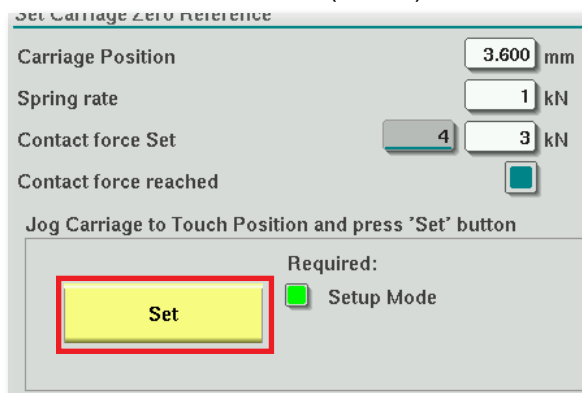 Set Carriage Zero Reference
Carriage Position 3.600 mm
Spring rate 1 kN
Contact force Set 4 3 kN
Contact force reached
Jog Carriage to Touch Position and press 'Set' button
Required:
Setup Mode
Set